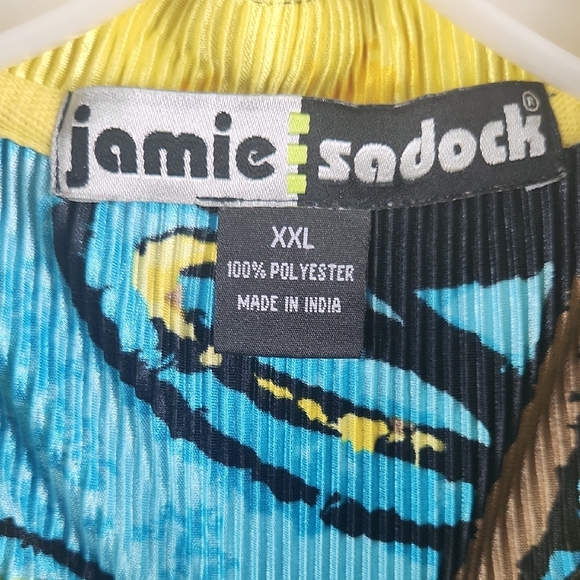 jamie sadock®
XXL
100% POLYESTER
MADE IN INDIA